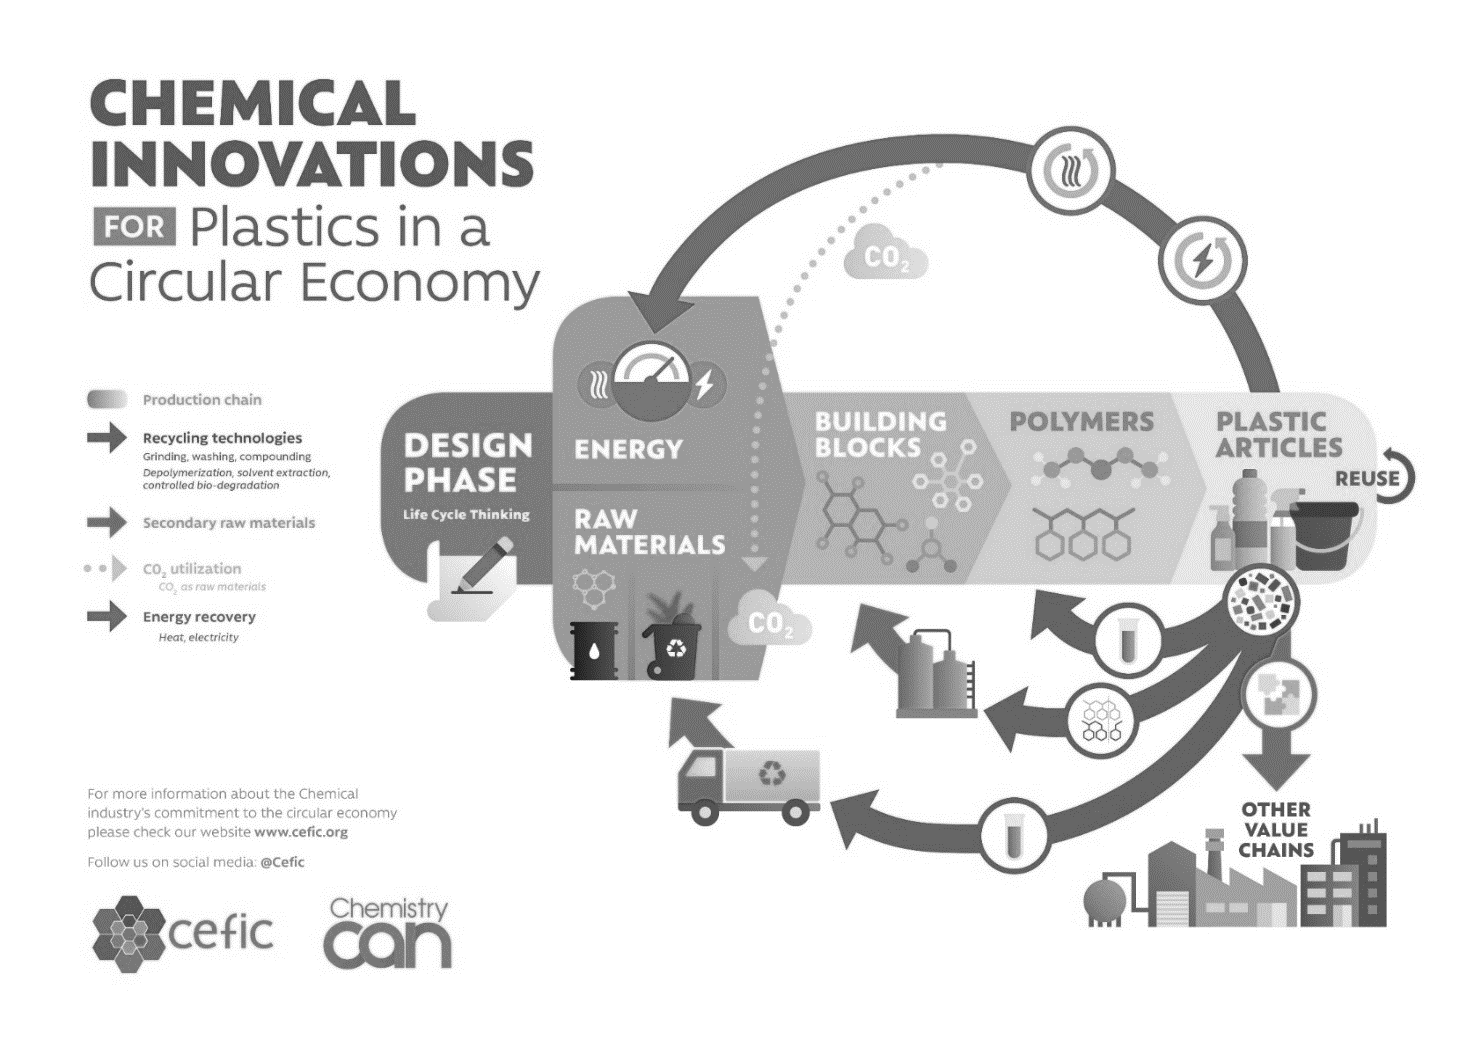 CHEMICAL
INNOVATIONS
FOR Plastics in a
Circular Economy
Production chain
Recycling technologies
Grinding, washing, compounding
Depolymerization, solvent extraction,
controlled bio-degradation
Secondary raw materials
CO₂ utilization
CO₂ as raw materials
Energy recovery
Heat, electricity
DESIGN
PHASE
Life Cycle Thinking
ENERGY
RAW
MATERIALS
CO₂
CO₂
BUILDING
BLOCKS
POLYMERS
PLASTIC
ARTICLES
REUSE
OTHER
VALUE
CHAINS
For more information about the Chemical
industry's commitment to the circular economy
please check our website www.cefic.org
Follow us on social media: @Cefic
cefic
Chemistry
can